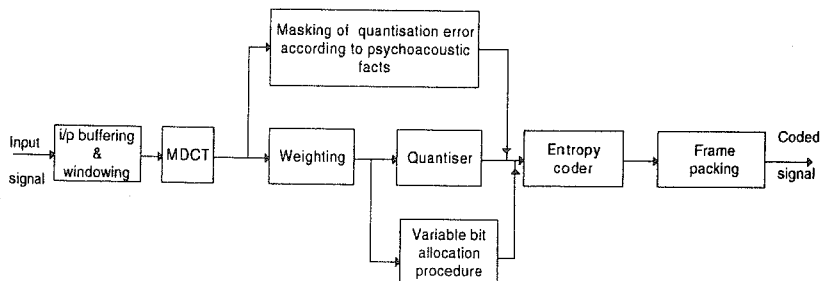 Masking of quantisation error
according to psychoacoustic
facts
Input
signal
i/p buffering
&
windowing
MDCT
Weighting
Quantiser
Entropy
coder
Frame
packing
Coded
signal
Variable bit
allocation
procedure